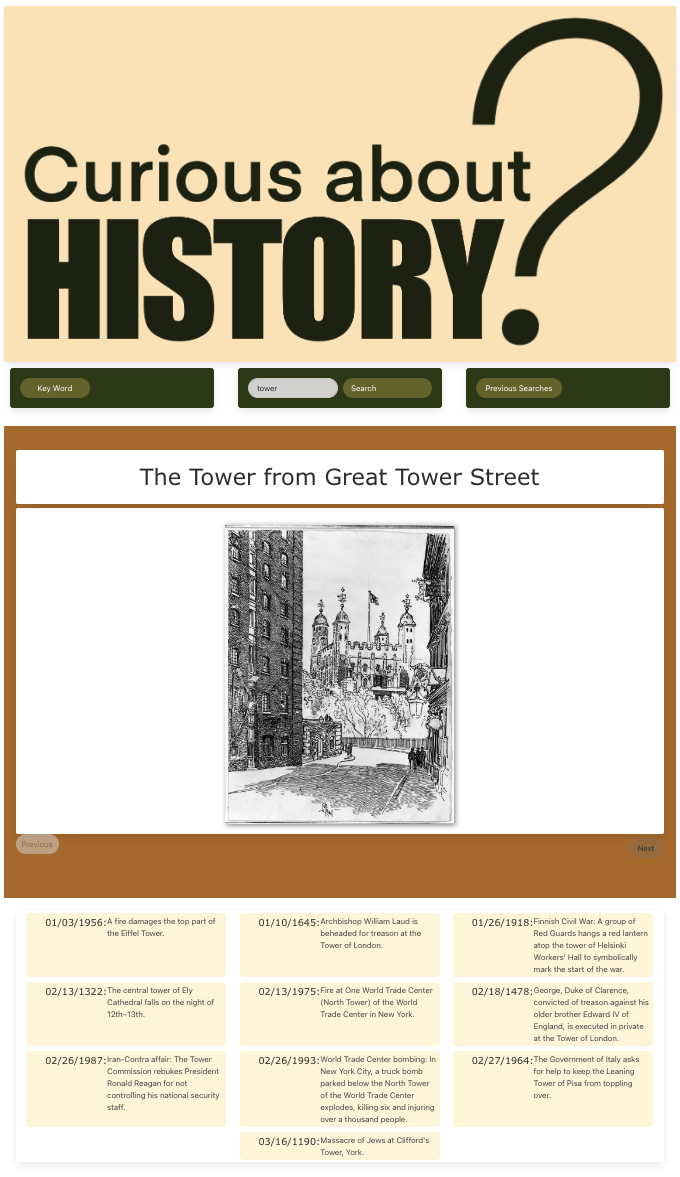 Curious about
HISTORY?
Key Word
tower
Search
Previous Searches
The Tower from Great Tower Street
Previous
Next
01/03/1956: A fire damages the top part of
the Eiffel Tower.
01/10/1645: Archbishop William Laud is
beheaded for treason at the
Tower of London.
01/26/1918: Finnish Civil War: A group of
Red Guards hangs a red lantern
atop the tower of Helsinki
Workers' Hall to symbolically
mark the start of the war.
02/13/1322: The central tower of Ely
Cathedral falls on the night of
12th–13th.
02/13/1975: Fire at One World Trade Center
(North Tower) of the World
Trade Center in New York.
02/18/1478: George, Duke of Clarence,
convicted of treason against his
older brother Edward IV of
England, is executed in private
at the Tower of London.
02/26/1987: Iran–Contra affair: The Tower
Commission rebukes President
Ronald Reagan for not
controlling his national security
staff.
02/26/1993: World Trade Center bombing: In
New York City, a truck bomb
parked below the North Tower
of the World Trade Center
explodes, killing six and injuring
over a thousand people.
02/27/1964: The Government of Italy asks
for help to keep the Leaning
Tower of Pisa from toppling
over.
03/16/1190: Massacre of Jews at Clifford's
Tower, York.